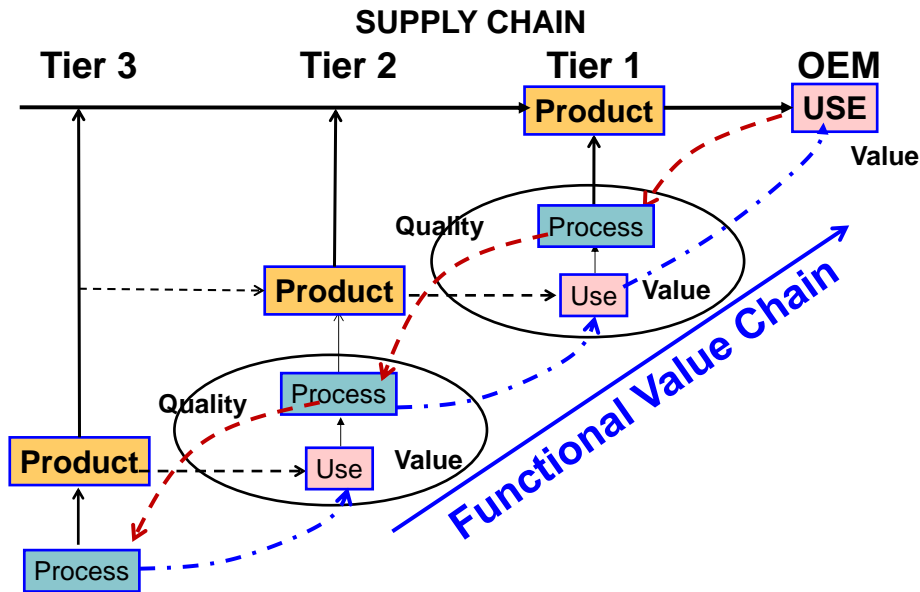 SUPPLY CHAIN
Tier 3 Tier 2 Tier 1 OEM
Product USE
Value
Quality Process
Product Use Value
Quality Process
Product Use Value
Process
Functional Value Chain